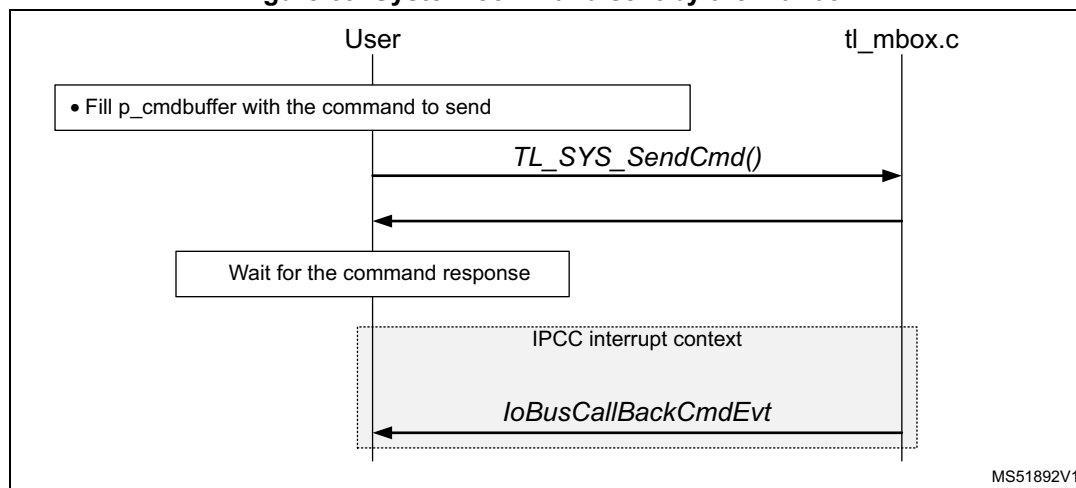 User tl_mbox.c
• Fill p_cmdbuffer with the command to send
TL_SYS_SendCmd()
Wait for the command response
IPCC interrupt context
IoBusCallBackCmdEvt
MS51892V1